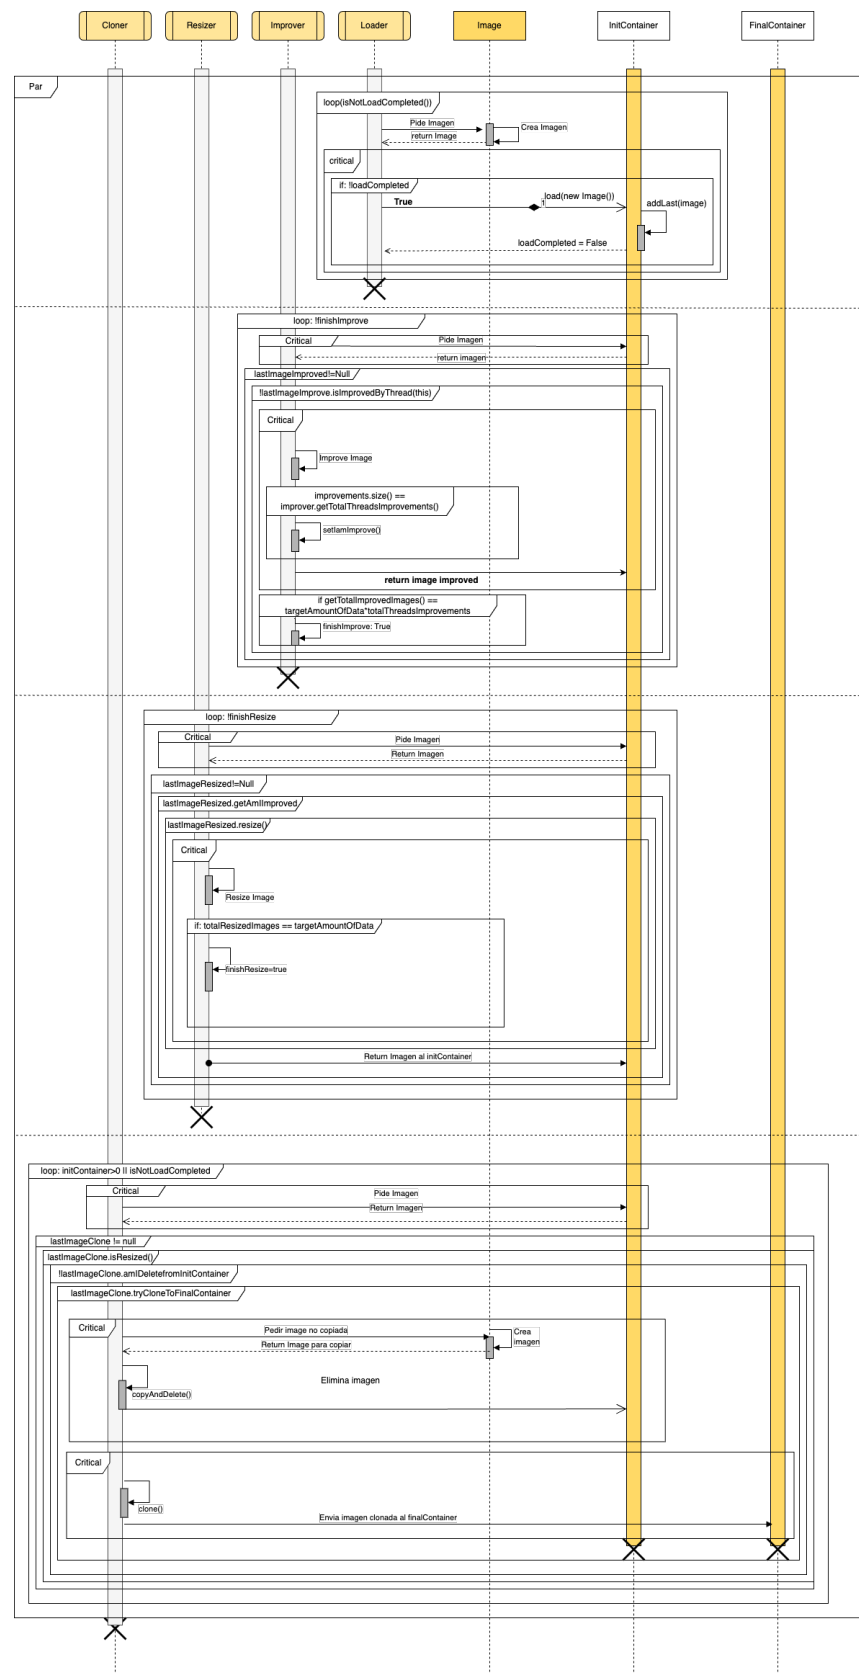 Cloner
Resizer
Improver
Loader
Image
InitContainer
FinalContainer
Par
loop(isNotLoadCompleted())
Pide Imagen
Crea Imagen
return Image
critical
if: !loadCompleted
True
1
load(new Image())
addLast(image)
loadCompleted = False
loop: !finishImprove
Critical
Pide Imagen
return imagen
lastImageImproved!=Null
!lastImageImprove.isImprovedByThread(this)
Critical
Improve Image
improvements.size() ==
improver.getTotalThreadsImprovements()
setIamImprove()
return image improved
if getTotalImprovedImages() ==
targetAmountOfData*totalThreadsImprovements
finishImprove: True
loop: !finishResize
Critical
Pide Imagen
Return Imagen
lastImageResized!=Null
lastImageResized.getAmIImproved
lastImageResized.resize()
Critical
Resize Image
if: totalResizedImages == targetAmountOfData
finishResize=true
Return Imagen al initContainer
loop: initContainer>0 II isNotLoadCompleted
Critical
Pide Imagen
Return Imagen
lastImageClone != null
lastImageClone.isResized()
!lastImageClone.amIDeletefromInitContainer
lastImageClone.tryCloneToFinalContainer
Critical
Pedir image no copiada
Crea
imagen
Return Image para copiar
Elimina imagen
copyAndDelete()
Critical
clone()
Envia imagen clonada al finalContainer